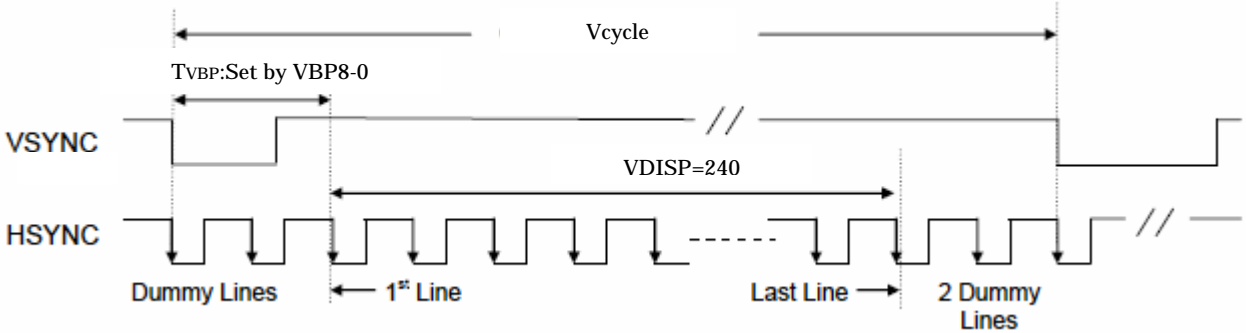 Vcycle
TVBP:Set by VBP8-0
VSYNC
VDISP=240
HSYNC
Dummy Lines
1st Line
Last Line
2 Dummy
Lines